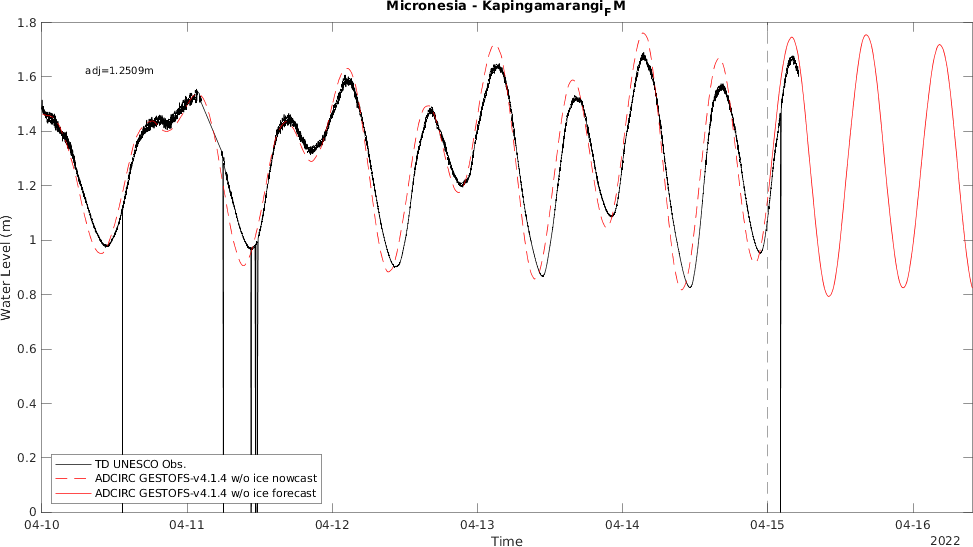 Micronesia - Kapingamarangi_FM
1.8
adj=1.2509m
1.6
1.4
1.2
1
0.8
0.6
0.4
0.2
0
Water Level (m)
TD UNESCO Obs.
ADCIRC GESTOFS-v4.1.4 w/o ice nowcast
ADCIRC GESTOFS-v4.1.4 w/o ice forecast
04-10 04-11 04-12 04-13 04-14 04-15 04-16
Time
2022